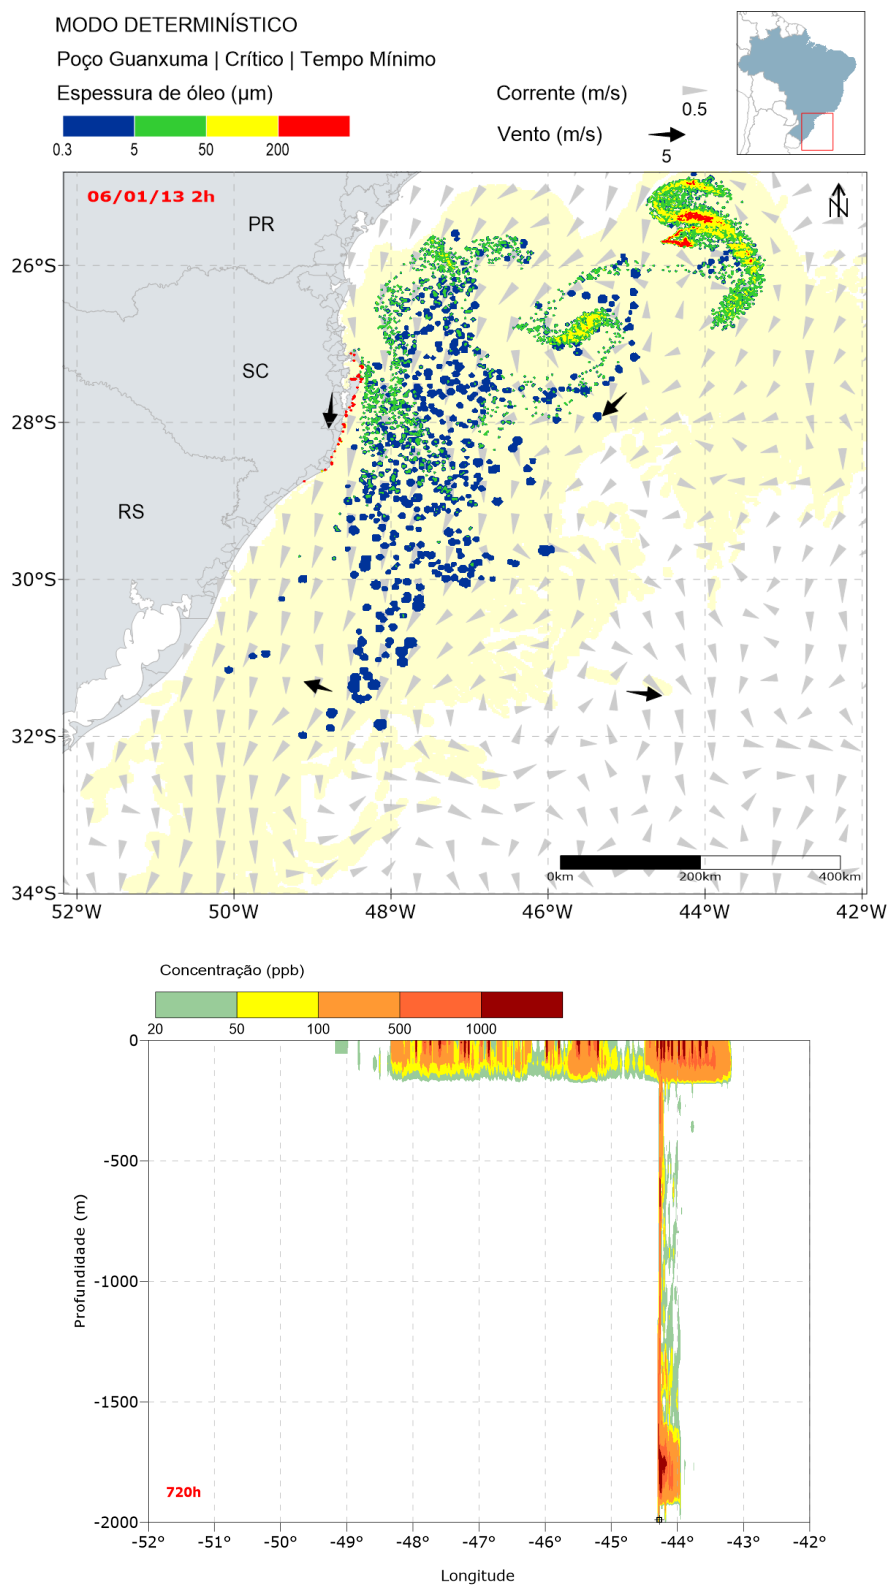 MODO DETERMINÍSTICO
Poço Guanxuma | Crítico | Tempo Mínimo
Espessura de óleo (µm)
0.3 5 50 200
Corrente (m/s)
0.5
Vento (m/s)
5
06/01/13 2h
N
PR
SC
RS
26°S
28°S
30°S
32°S
34°S
0km 200km 400km
52°W 50°W 48°W 46°W 44°W 42°W
Concentração (ppb)
20 50 100 500 1000
0
-500
-1000
-1500
-2000
Profundidade (m)
720h
-52° -51° -50° -49° -48° -47° -46° -45° -44° -43° -42°
Longitude